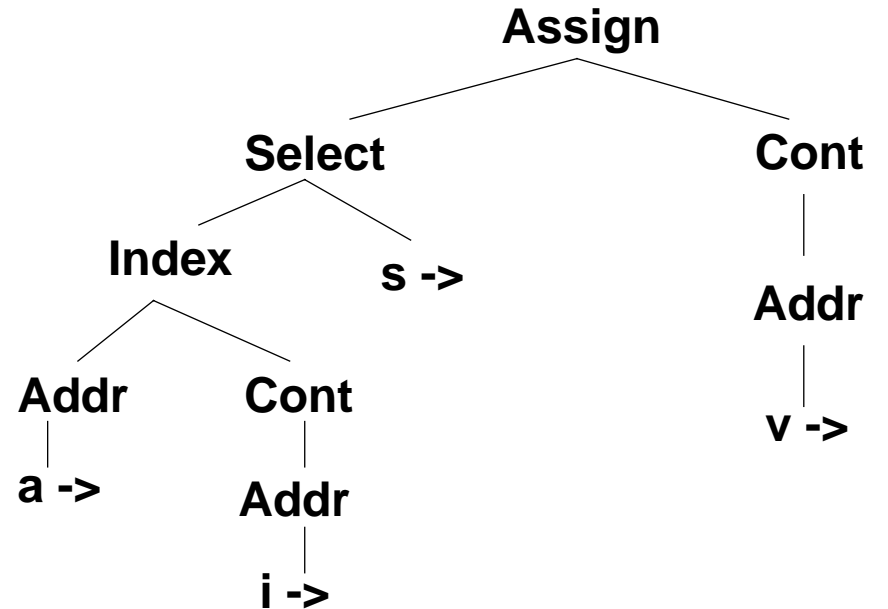 Assign
Select Cont
Index s ->
Addr
Addr Cont
v ->
a -> Addr
i ->